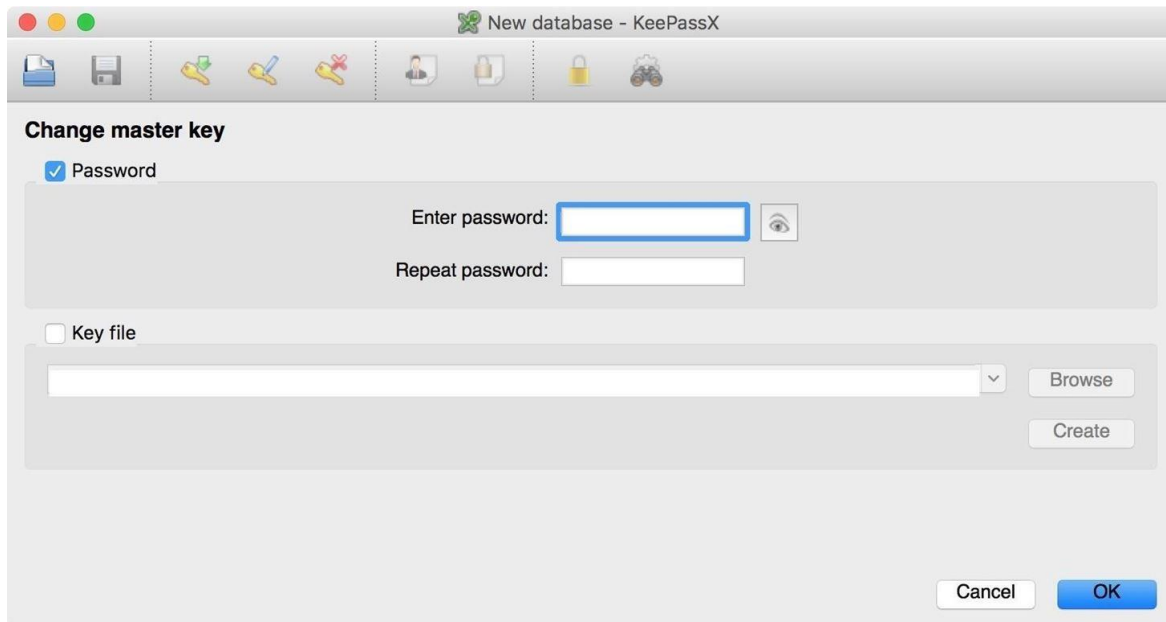 New database - KeePassX
Change master key
Password
Enter password:
Repeat password:
Key file
Browse
Create
Cancel
OK